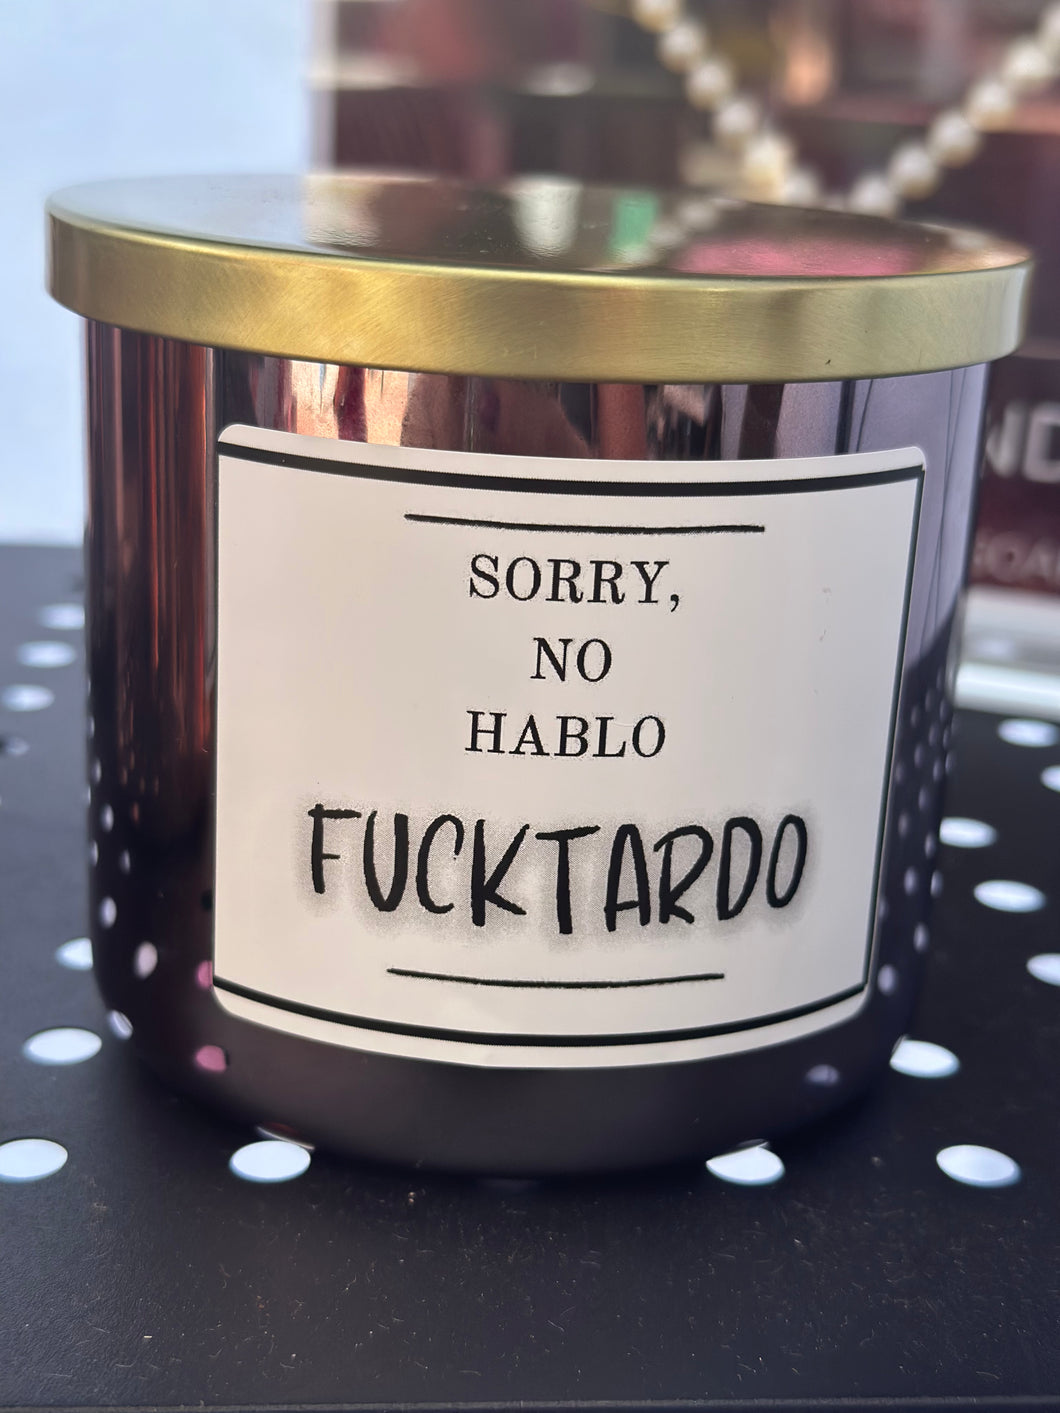 SORRY,
NO
HABLO
FUCKTARDO